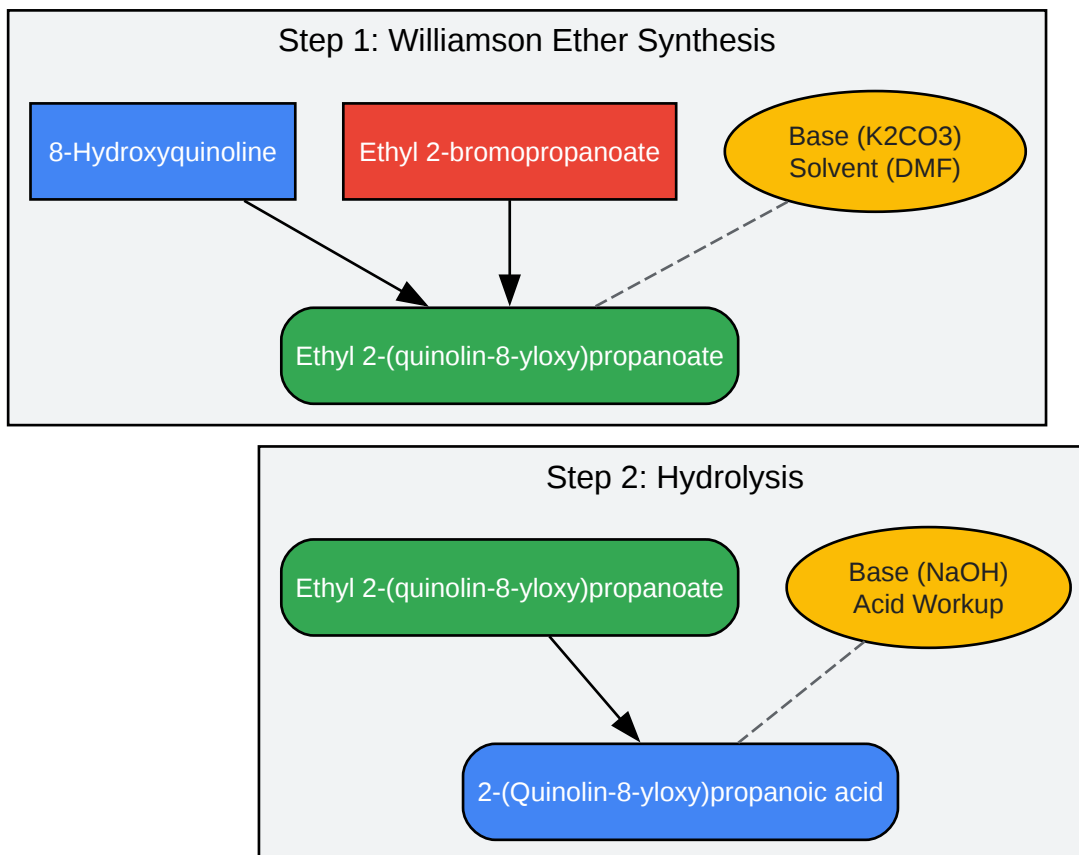 Step 1: Williamson Ether Synthesis
8-Hydroxyquinoline
Ethyl 2-bromopropanoate
Base (K2CO3)
Solvent (DMF)
Ethyl 2-(quinolin-8-yloxy)propanoate
Step 2: Hydrolysis
Ethyl 2-(quinolin-8-yloxy)propanoate
Base (NaOH)
Acid Workup
2-(Quinolin-8-yloxy)propanoic acid